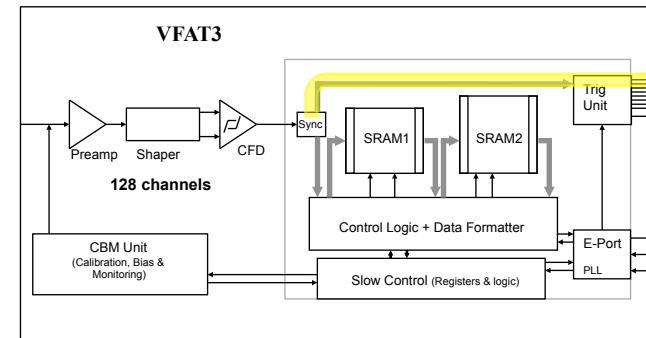 VFAT3
Trig
Unit
Sync
SRAM1
SRAM2
Preamp
Shaper
CFD
128 channels
Control Logic + Data Formatter
CBM Unit
(Calibration, Bias &
Monitoring)
E-Port
PLL
Slow Control (Registers & logic)